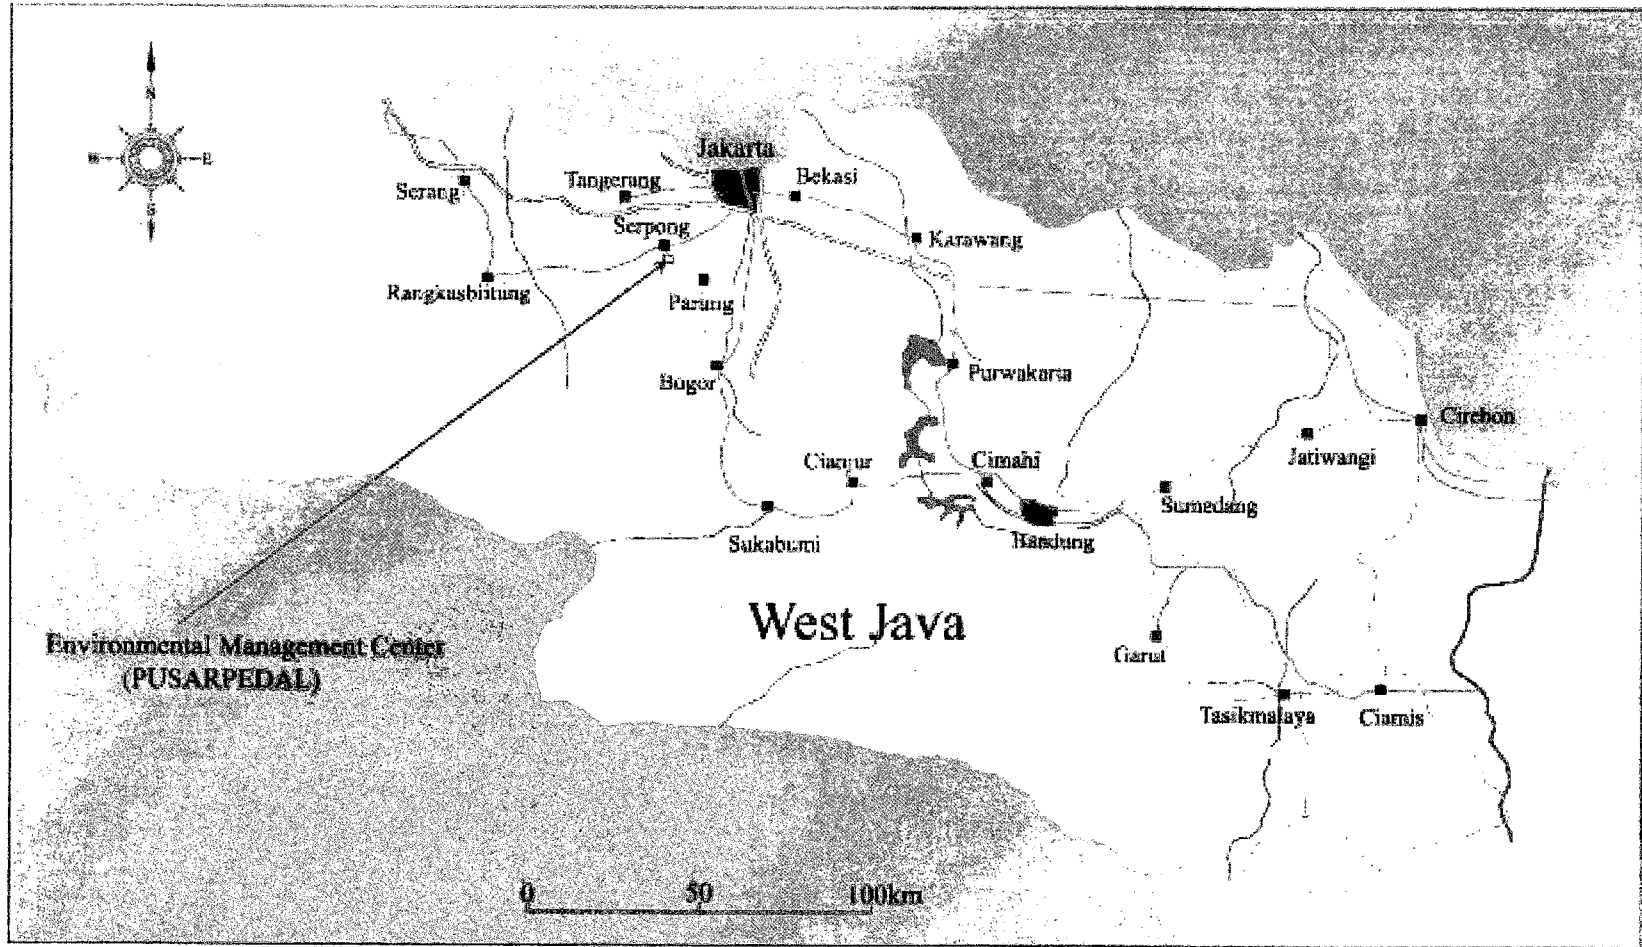 N
E
S
Jakarta
Tangerang
Bekasi
Serang
Serpong
Karawang
Rangkasbitung
Parung
Bogor
Purwakarta
Cirebon
Jatiwangi
Cianjur
Cimahi
Sumedang
Sukabumi
Bandung
West Java
Environmental Management Center
(PUSARPEDAL)
Garut
Tasikmalaya
Ciamis
0
50
100km